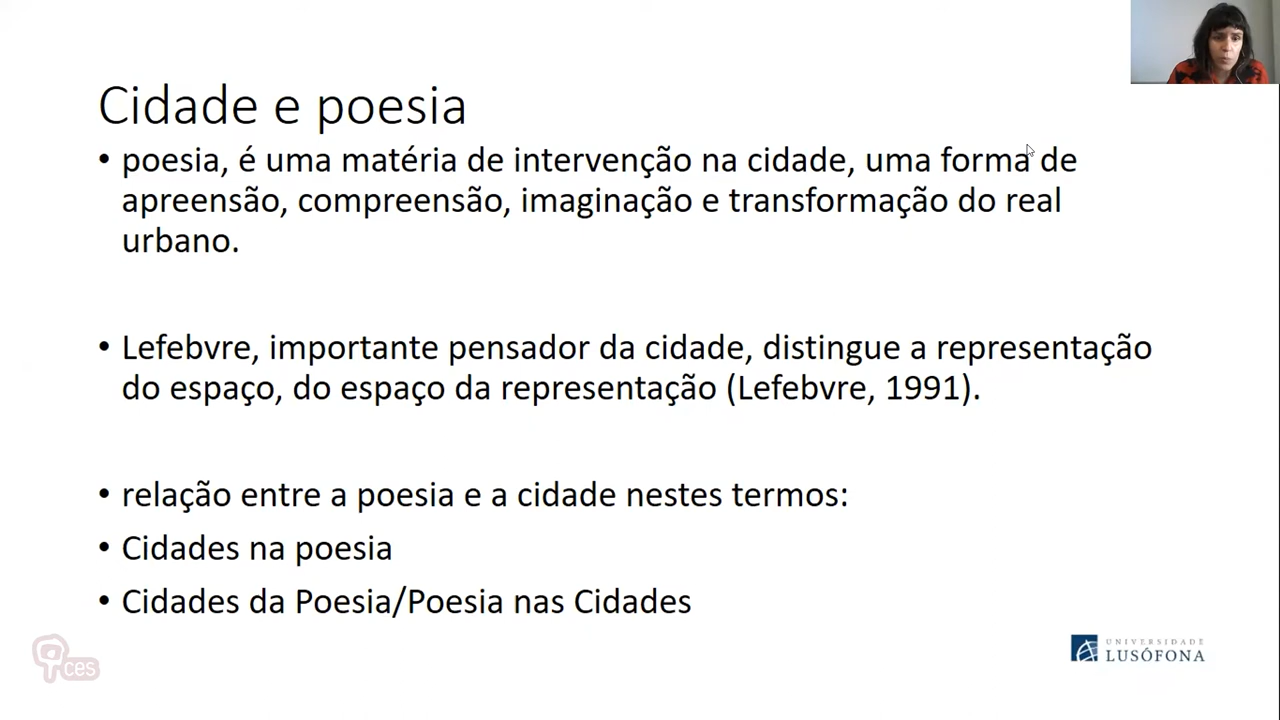 Cidade e poesia
• poesia, é uma matéria de intervenção na cidade, uma forma de
apreensão, compreensão, imaginação e transformação do real
urbano.
• Lefebvre, importante pensador da cidade, distingue a representação
do espaço, do espaço da representação (Lefebvre, 1991).
• relação entre a poesia e a cidade nestes termos:
• Cidades na poesia
• Cidades da Poesia/Poesia nas Cidades
ces
UNIVERSIDADE
LUSÓFONA